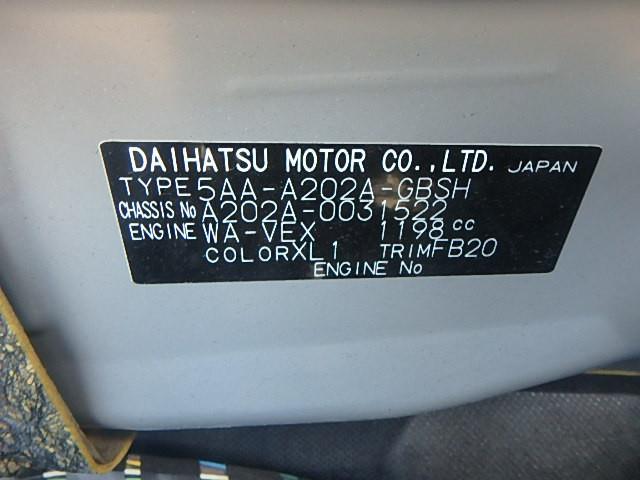 DAIHATSU MOTOR CO.,LTD. JAPAN
TYPE 5AA-A202A-GBSH
CHASSIS No A202A-0031522
ENGINE WA-VEX 1198 cc
COLOR XL1 TRIM FB20
ENGINE No